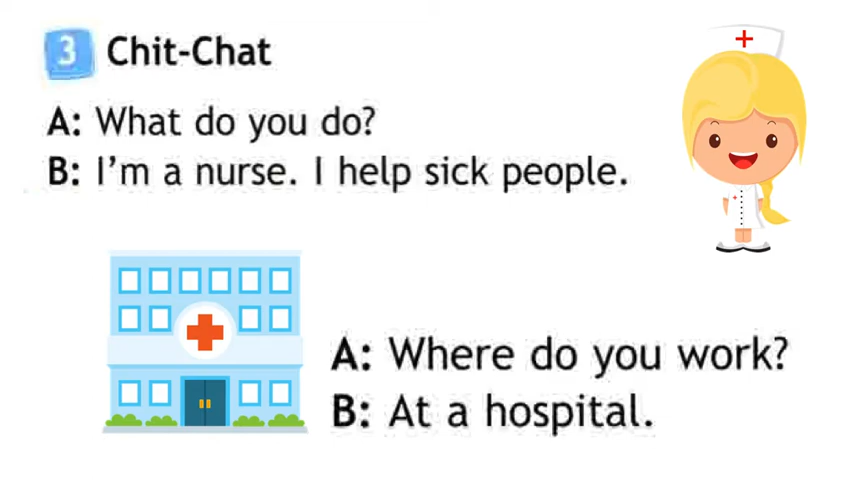 3 Chit-Chat
A: What do you do?
B: I'm a nurse. I help sick people.
A: Where do you work?
B: At a hospital.